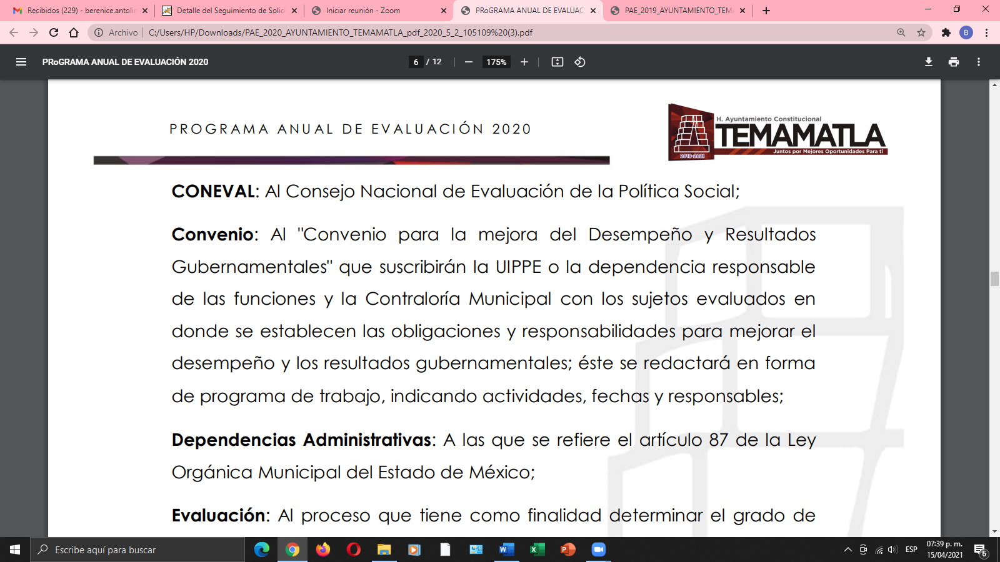 Recibidos (229) - berenice.antolin
Detalle del Seguimiento de Solici
Iniciar reunión - Zoom
PRoGRAMA ANUAL DE EVALUAC
PAE_2019_AYUNTAMIENTO_TEMA
Archivo
C:/Users/HP/Downloads/PAE_2020_AYUNTAMIENTO_TEMAMATLA_pdf_2020_5_2_105109%20(3).pdf
B
PRoGRAMA ANUAL DE EVALUACIÓN 2020
6 / 12
175%
PROGRAMA ANUAL DE EVALUACIÓN 2020
H. Ayuntamiento Constitucional
TEMAMATLA
Juntos por Mejores Oportunidades Para ti
2019-2021
CONEVAL: Al Consejo Nacional de Evaluación de la Política Social;
Convenio: Al "Convenio para la mejora del Desempeño y Resultados
Gubernamentales" que suscribirán la UIPPE o la dependencia responsable
de las funciones y la Contraloría Municipal con los sujetos evaluados en
donde se establecen las obligaciones y responsabilidades para mejorar el
desempeño y los resultados gubernamentales; éste se redactará en forma
de programa de trabajo, indicando actividades, fechas y responsables;
Dependencias Administrativas: A las que se refiere el artículo 87 de la Ley
Orgánica Municipal del Estado de México;
Evaluación: Al proceso que tiene como finalidad determinar el grado de
Escribe aquí para buscar
ESP
07:39 p. m.
15/04/2021
6